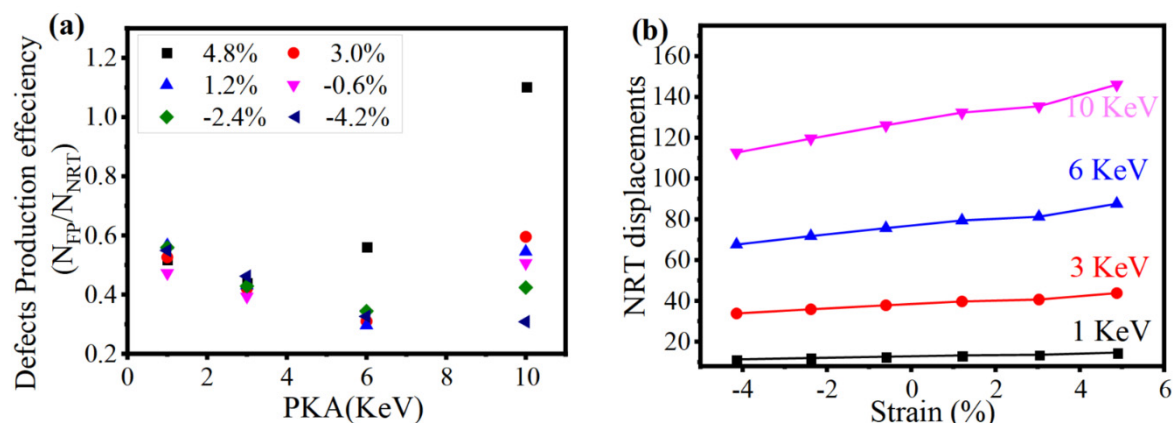 (a)
Defects Production effeciency
(N_FP/N_NRT)
1.2
1.0
0.8
0.6
0.4
0.2
4.8%
3.0%
1.2%
-0.6%
-2.4%
-4.2%
0
2
4
6
8
10
PKA(KeV)
(b)
NRT displacements
160
140
120
100
80
60
40
20
10 KeV
6 KeV
3 KeV
1 KeV
-4
-2
0
2
4
6
Strain (%)